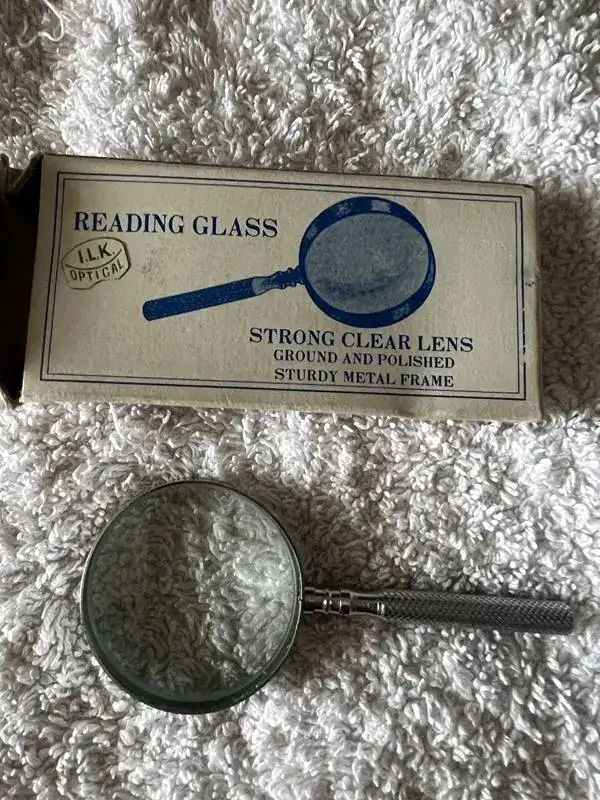 READING GLASS
I.L.K.
OPTICAL
STRONG CLEAR LENS
GROUND AND POLISHED
STURDY METAL FRAME